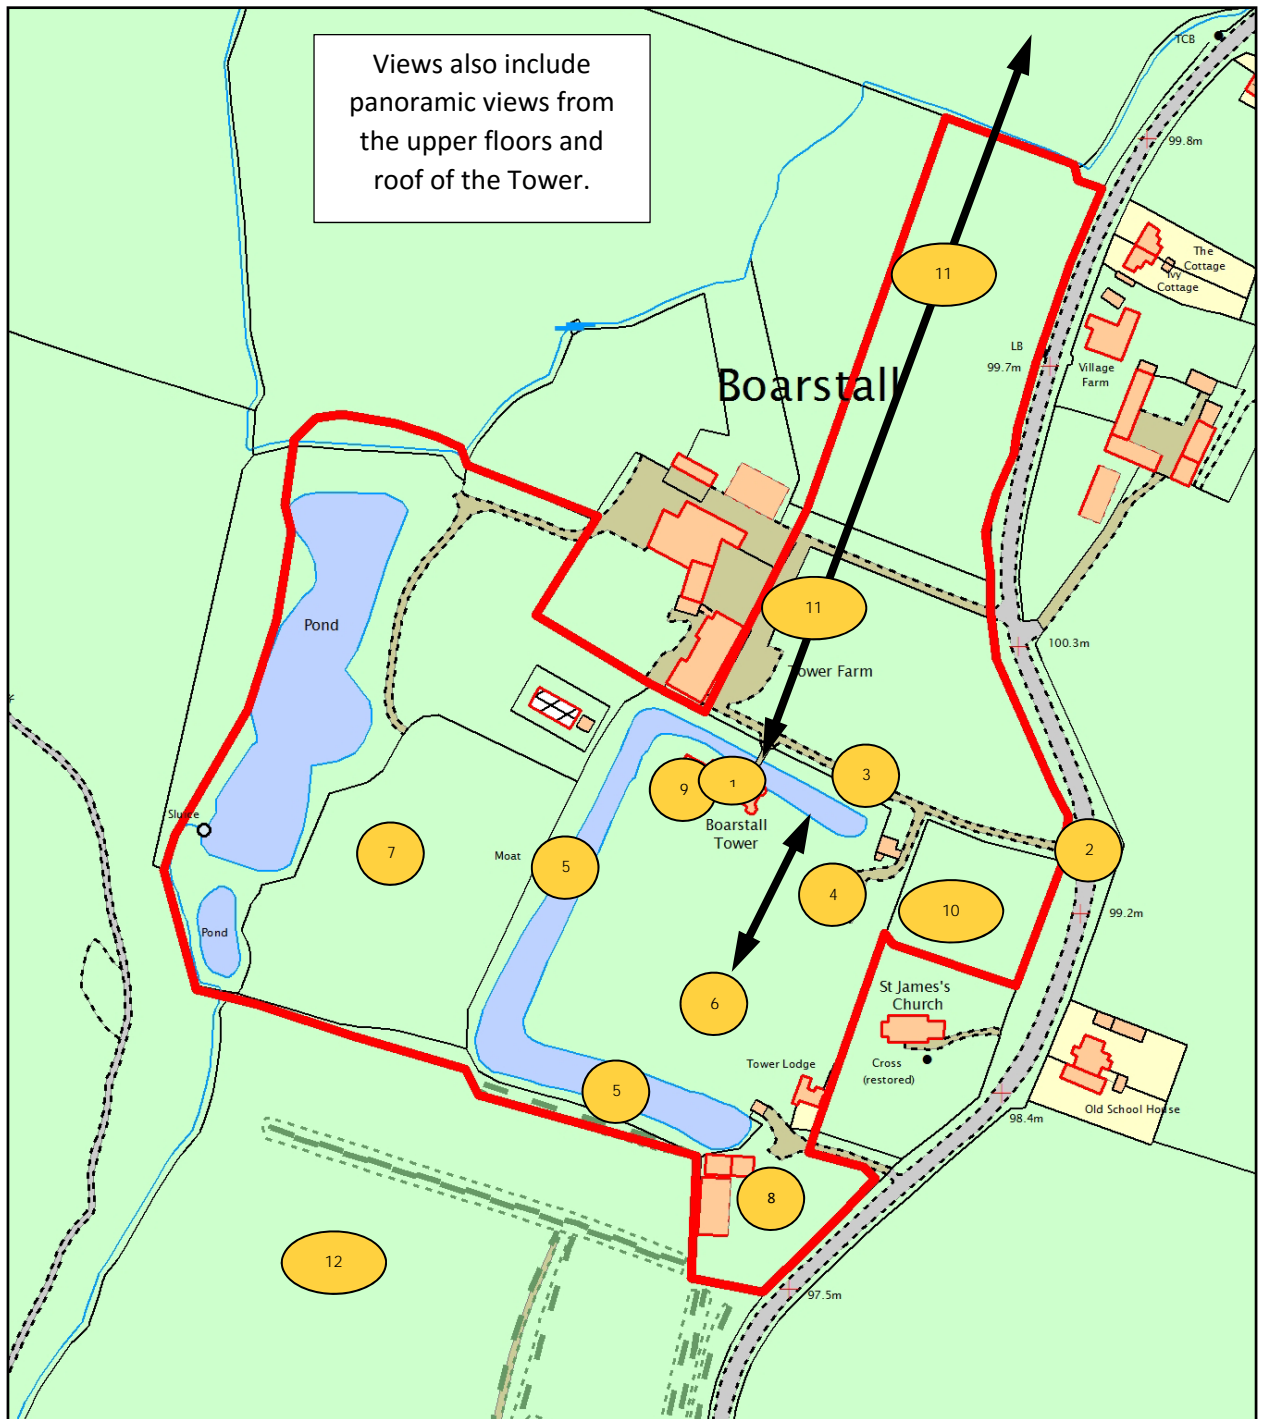 Views also include
panoramic views from
the upper floors and
roof of the Tower.
TCB
99.8m
The
Cottage
Ivy
Cottage
11
LB
99.7m
Village
Farm
Boarstall
Pond
11
100.3m
Tower Farm
3
9
1
Boarstall
Tower
Sluice
7
Moat
5
2
4
10
99.2m
Pond
6
St James's
Church
Tower Lodge
Cross
(restored)
5
Old School House
98.4m
8
12
97.5m